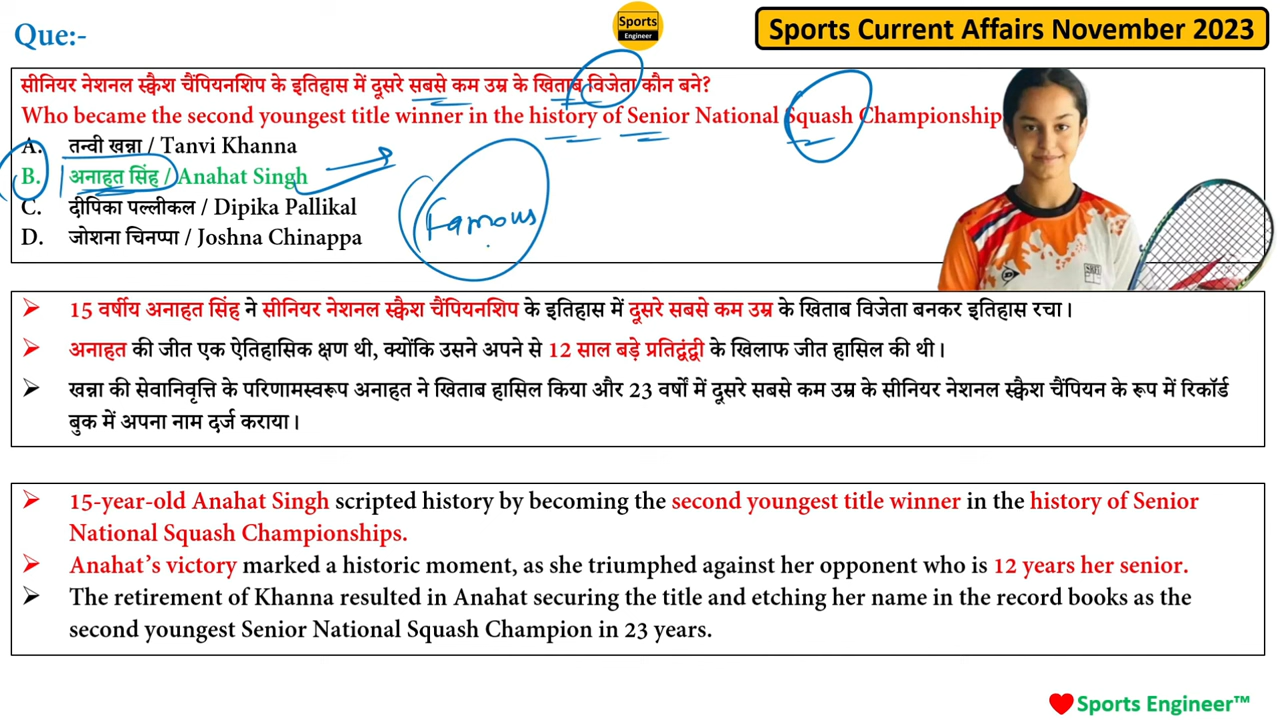 Que:-
Sports
Engineer
Sports Current Affairs November 2023
सीनियर नेशनल स्क्वैश चैंपियनशिप के इतिहास में दूसरे सबसे कम उम्र के खिताब विजेता कौन बने?
Who became the second youngest title winner in the history of Senior National Squash Championship
A. तन्वी खन्ना / Tanvi Khanna
B. अनाहत सिंह / Anahat Singh
C. दीपिका पल्लीकल / Dipika Pallikal
D. जोशना चिनप्पा / Joshna Chinappa
Famous
SRFI
➢ 15 वर्षीय अनाहत सिंह ने सीनियर नेशनल स्क्वैश चैंपियनशिप के इतिहास में दूसरे सबसे कम उम्र के खिताब विजेता बनकर इतिहास रचा।
➢ अनाहत की जीत एक ऐतिहासिक क्षण थी, क्योंकि उसने अपने से 12 साल बड़े प्रतिद्वंद्वी के खिलाफ जीत हासिल की थी।
➢ खन्ना की सेवानिवृत्ति के परिणामस्वरूप अनाहत ने खिताब हासिल किया और 23 वर्षों में दूसरे सबसे कम उम्र के सीनियर नेशनल स्क्वैश चैंपियन के रूप में रिकॉर्ड
बुक में अपना नाम दर्ज कराया।
➢ 15-year-old Anahat Singh scripted history by becoming the second youngest title winner in the history of Senior
National Squash Championships.
➢ Anahat's victory marked a historic moment, as she triumphed against her opponent who is 12 years her senior.
➢ The retirement of Khanna resulted in Anahat securing the title and etching her name in the record books as the
second youngest Senior National Squash Champion in 23 years.
Sports Engineer™